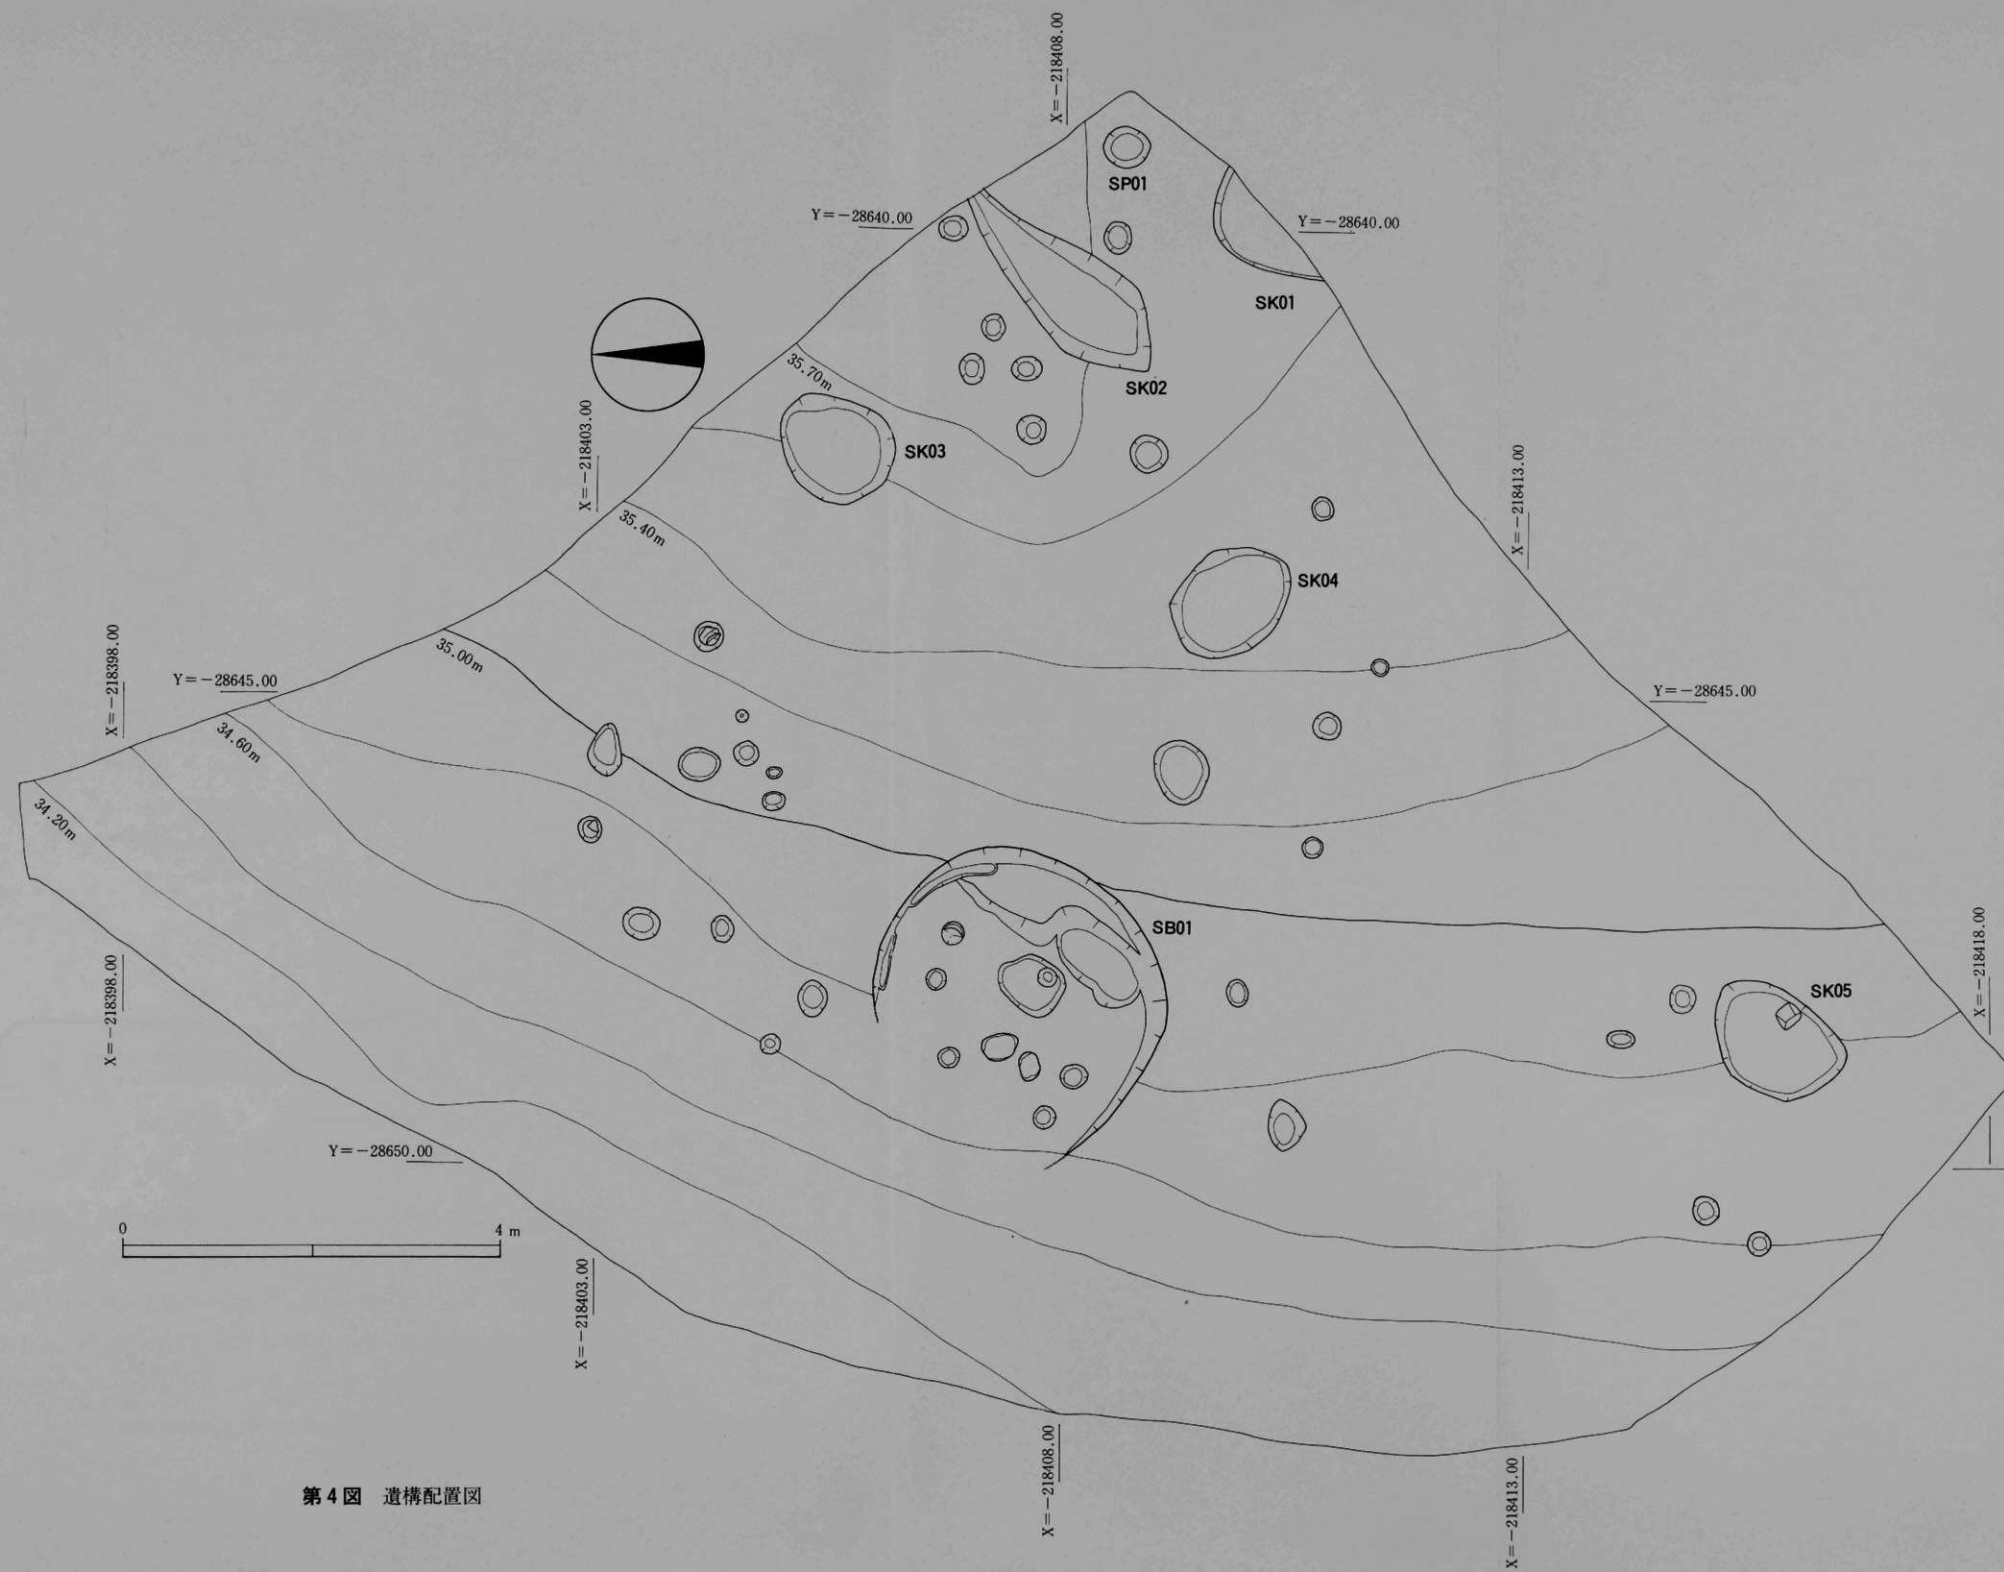 X=-218408.00
SP01
Y=-28640.00
Y=-28640.00
SK01
35.70m
SK02
X=-218403.00
SK03
35.40m
X=-218413.00
SK04
X=-218398.00
35.00m
Y=-28645.00
Y=-28645.00
34.60m
34.20m
SB01
X=-218418.00
X=-218398.00
SK05
Y=-28650.00
0 4 m
X=-218403.00
X=-218408.00
X=-218413.00
第4図 遺構配置図